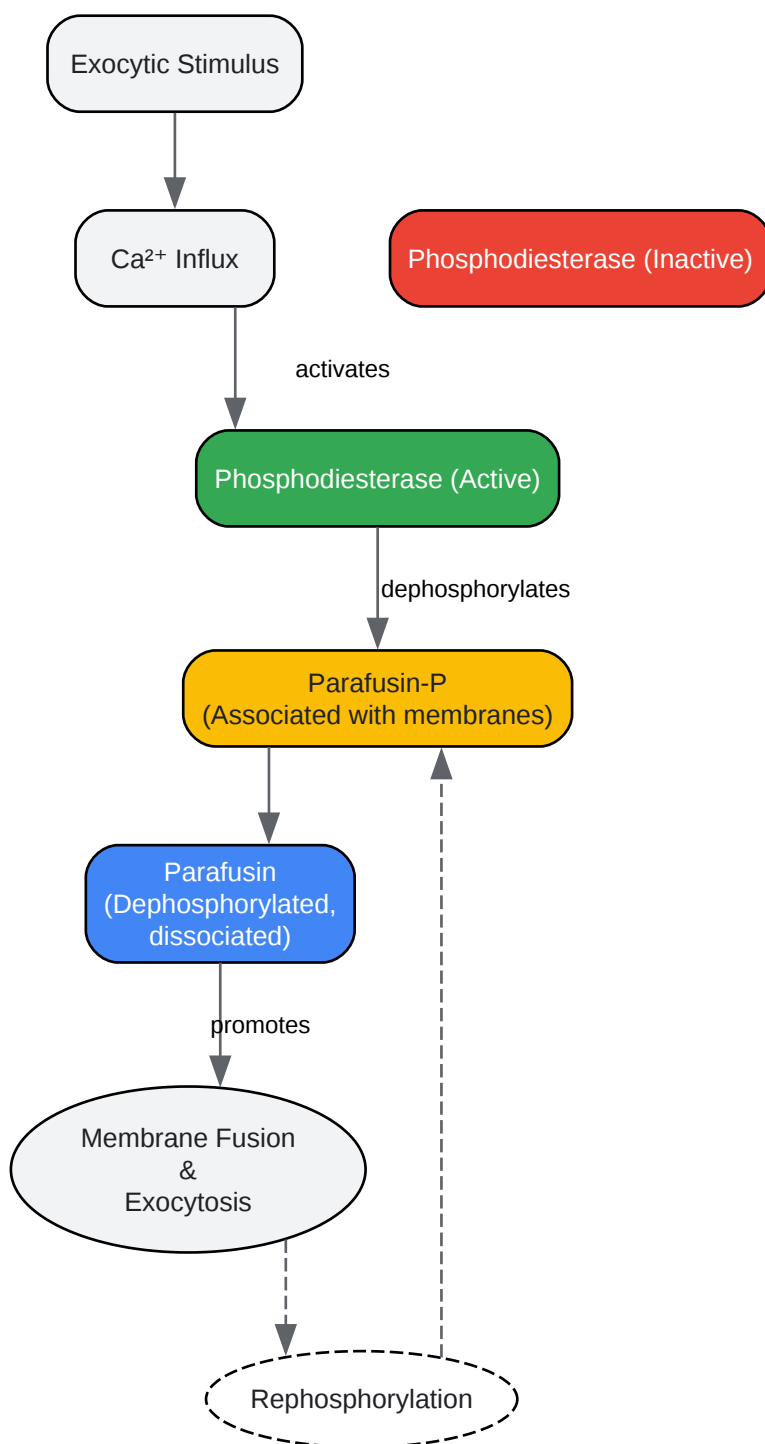 Exocytic Stimulus
Ca²⁺ Influx
Phosphodiesterase (Inactive)
activates
Phosphodiesterase (Active)
dephosphorylates
Parafusin-P
(Associated with membranes)
Parafusin
(Dephosphorylated,
dissociated)
promotes
Membrane Fusion
&
Exocytosis
Rephosphorylation